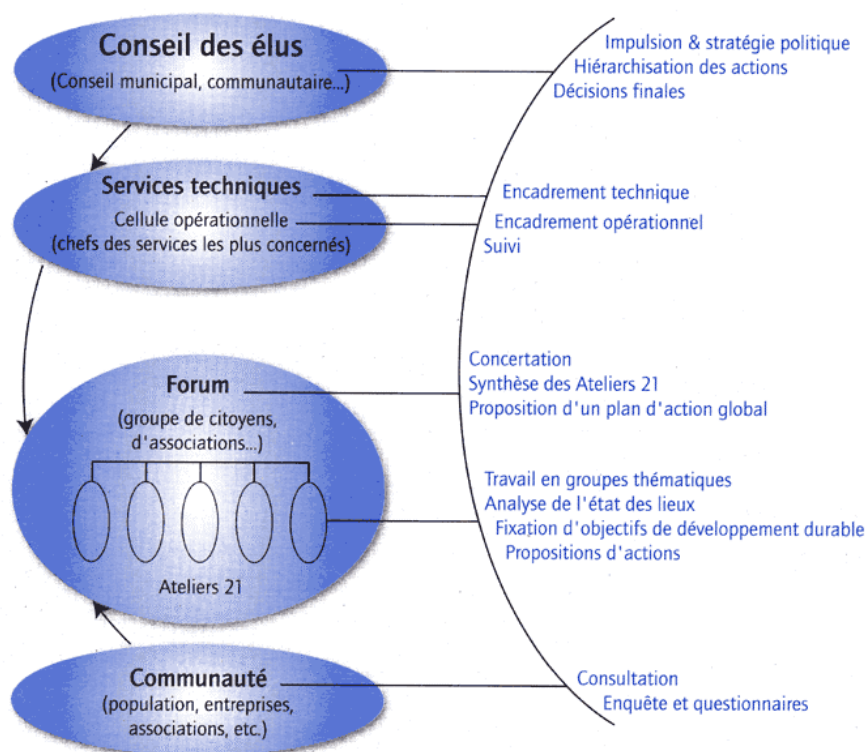 Conseil des élus
(Conseil municipal, communautaire...)
Impulsion & stratégie politique
Hiérarchisation des actions
Décisions finales
Services techniques
Cellule opérationnelle
(chefs des services les plus concernés)
Encadrement technique
Encadrement opérationnel
Suivi
Forum
(groupe de citoyens,
d'associations...)
Ateliers 21
Concertation
Synthèse des Ateliers 21
Proposition d'un plan d'action global
Travail en groupes thématiques
Analyse de l'état des lieux
Fixation d'objectifs de développement durable
Propositions d'actions
Communauté
(population, entreprises,
associations, etc.)
Consultation
Enquête et questionnaires